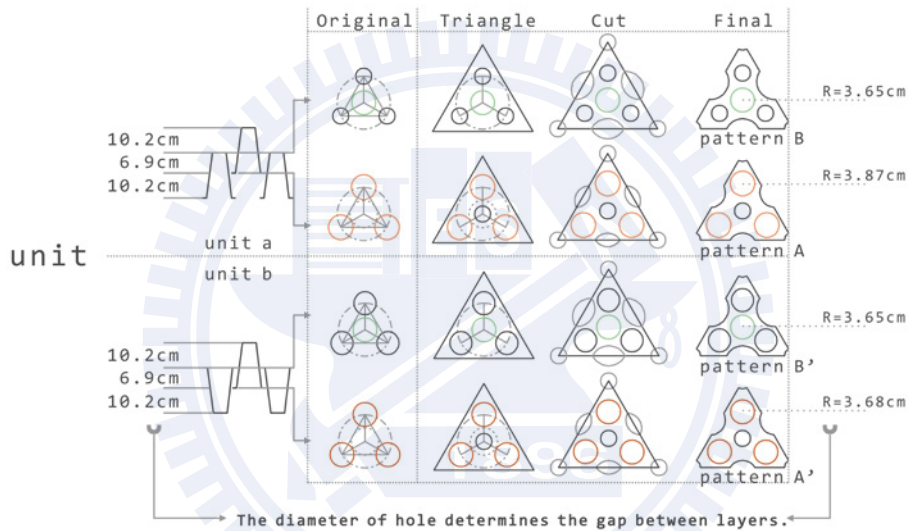 Original Triangle Cut Final
R=3.65cm
pattern B
10.2cm
6.9cm
10.2cm
R=3.87cm
pattern A
unit a
unit
unit b
R=3.65cm
pattern B’
10.2cm
6.9cm
10.2cm
R=3.68cm
pattern A’
The diameter of hole determines the gap between layers.